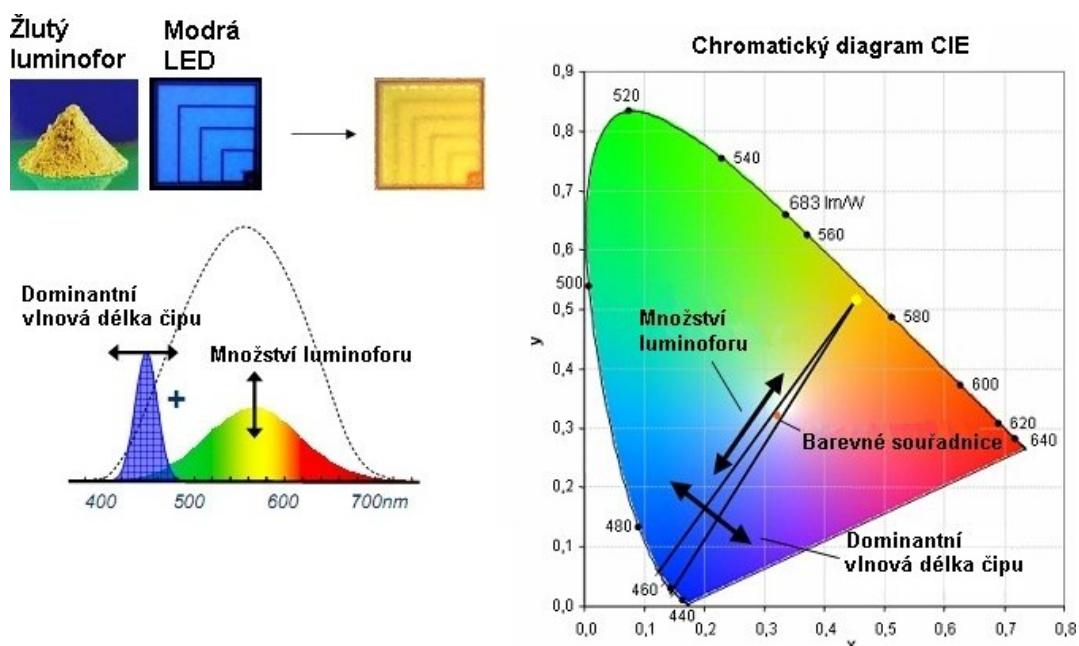 Žlutý
luminofor
Modrá
LED
Dominantní
vlnová délka čipu
Množství luminoforu
+
400
500
600
700nm
Chromatický diagram CIE
0,9
0,8
0,7
0,6
0,5
0,4
0,3
0,2
0,1
0,0
y
520
540
683 lm/W
560
500
580
600
620
640
480
460
440
Množství
luminoforu
Barevné souřadnice
Dominantní
vlnová délka čipu
0,0
0,1
0,2
0,3
0,4
0,5
0,6
0,7
0,8
x